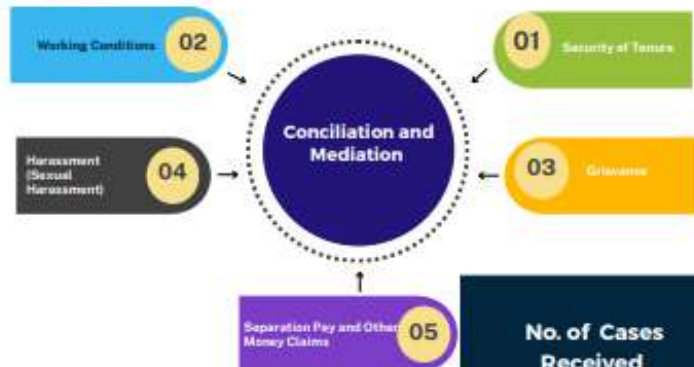 Working Conditions
02
01
Security of Tenure
Conciliation and
Mediation
Harassment
(Sexual
Harassment)
04
03
Grievance
Separation Pay and Other
Money Claims
05
No. of Cases
Received